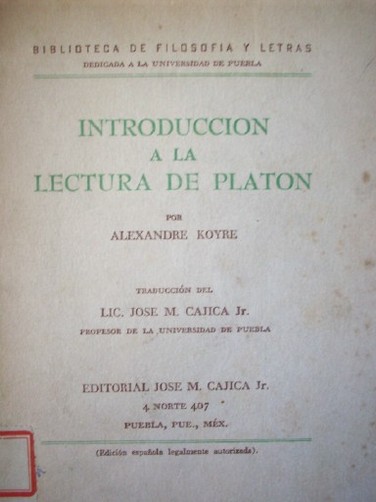 BIBLIOTECA DE FILOSOFIA Y LETRAS
DEDICADA A LA UNIVERSIDAD DE PUEBLA
INTRODUCCION
A LA
LECTURA DE PLATON
POR
ALEXANDRE KOYRE
TRADUCCIÓN DEL
LIC. JOSE M. CAJICA Jr.
PROFESOR DE LA UNIVERSIDAD DE PUEBLA
EDITORIAL JOSE M. CAJICA Jr.
4 NORTE 407
PUEBLA, PUE., MÉX.
(Edición española legalmente autorizada).